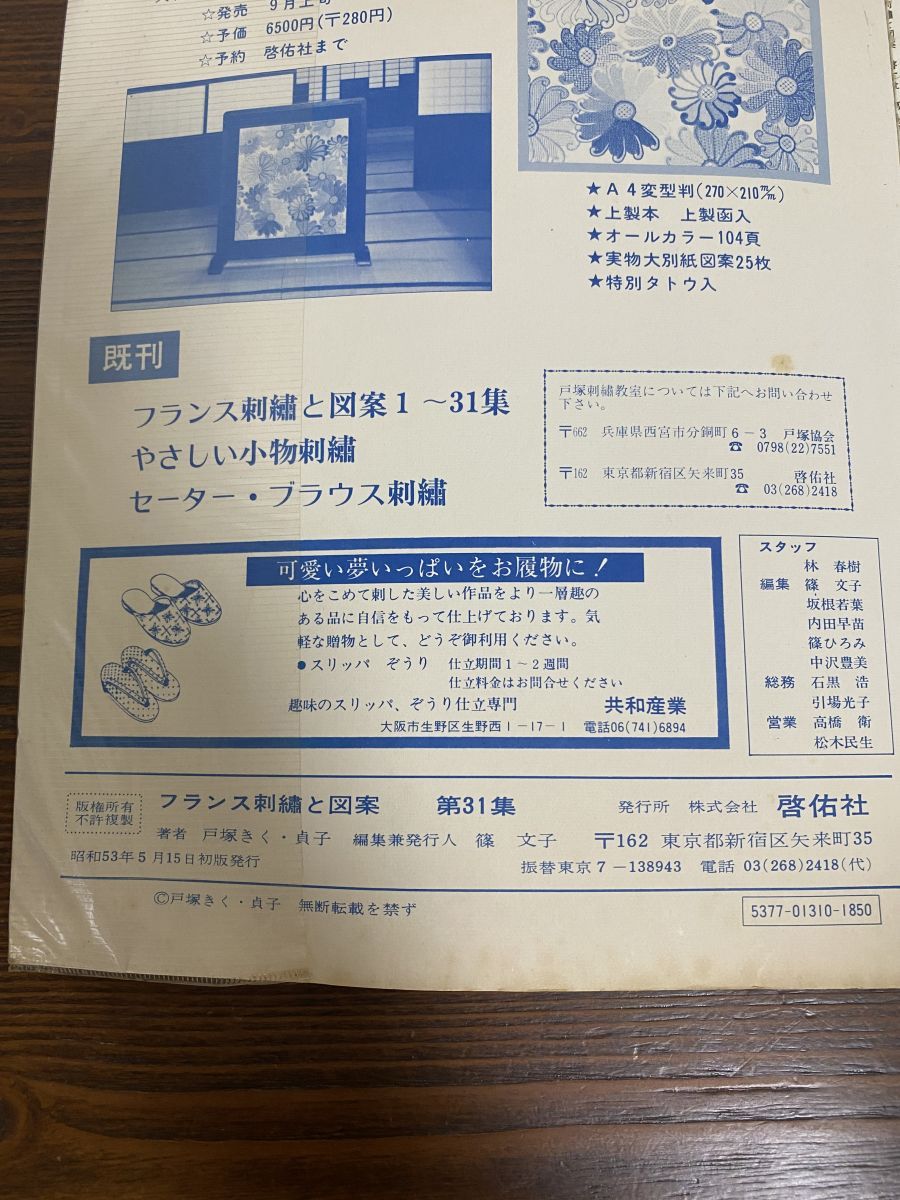 ☆発売 9月上旬
☆予価 6500円(〒280円)
☆予約 啓佑社まで
★A4変型判(270×210㎜)
★上製本 上製函入
★オールカラー104頁
★実物大別紙図案25枚
★特別タトウ入
既刊
フランス刺繍と図案1～31集
やさしい小物刺繍
セーター・ブラウス刺繍
戸塚刺繍教室については下記へお問い合わせ
下さい。
〒662 兵庫県西宮市分銅町6－3 戸塚協会
☎ 0798(22)7551
〒162 東京都新宿区矢来町35 啓佑社
☎ 03(268)2418
可愛い夢いっぱいをお履物に!
心をこめて刺した美しい作品をより一層趣の
ある品に自信をもって仕上げております。気
軽な贈物として、どうぞ御利用ください。
●スリッパ ぞうり 仕立期間1～2週間
仕立料金はお問合せください
趣味のスリッパ、ぞうり仕立専門 共和産業
大阪市生野区生野西1－17－1 電話06(741)6894
スタッフ
林 春樹
編集 篠 文子
坂根若葉
内田早苗
篠ひろみ
中沢豊美
総務 石黒 浩
引場光子
営業 高橋 衛
松木民生
版権所有
不許複製
フランス刺繍と図案 第31集 発行所 株式会社 啓佑社
著者 戸塚きく・貞子 編集兼発行人 篠 文子 〒162 東京都新宿区矢来町35
昭和53年5月15日初版発行 振替東京7－138943 電話 03(268)2418(代)
©戸塚きく・貞子 無断転載を禁ず
5377-01310-1850